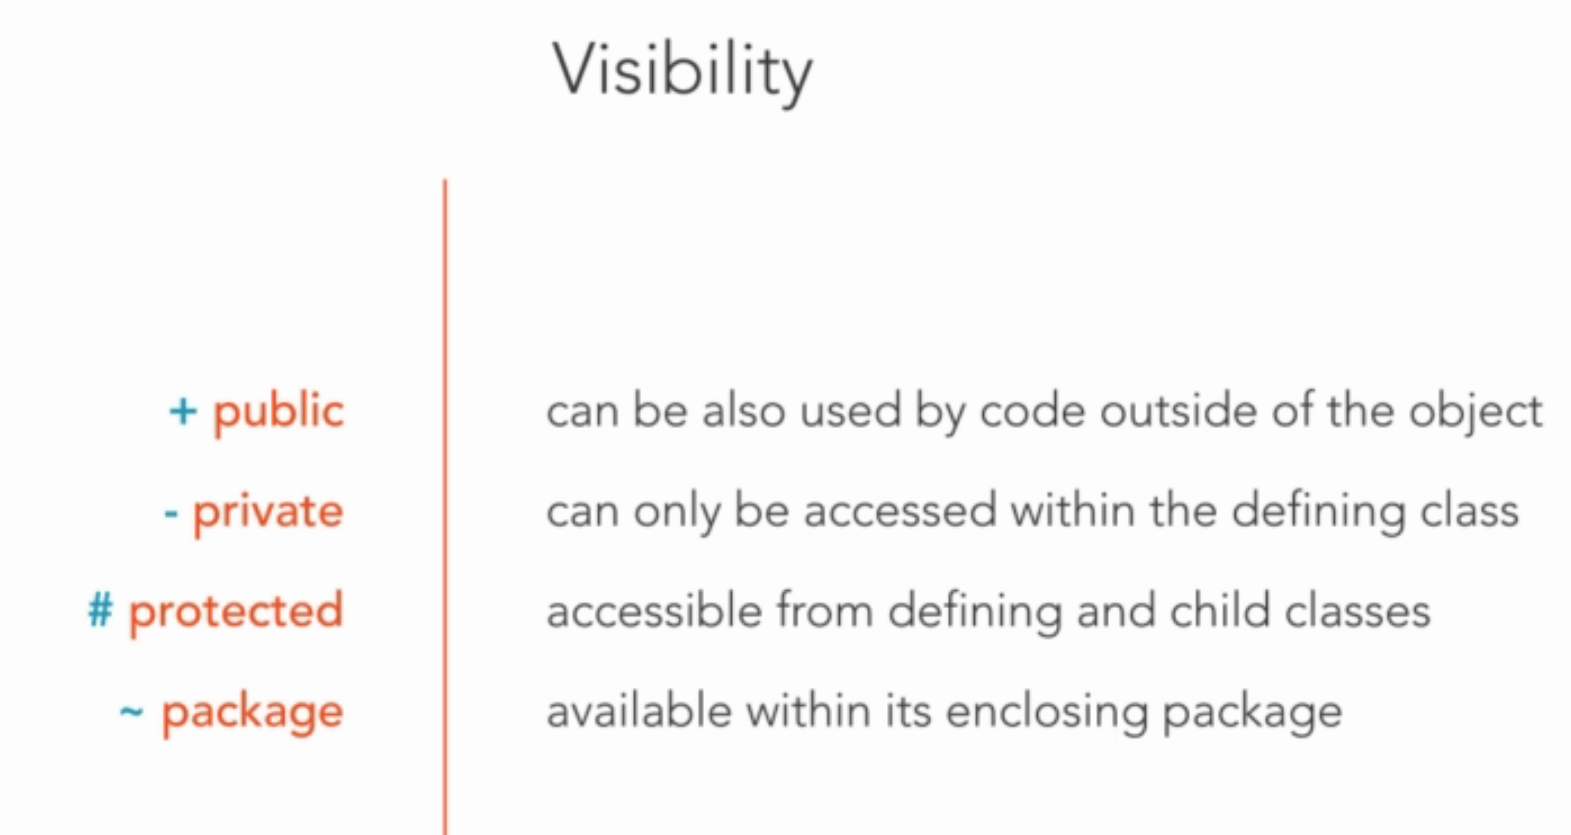 Visibility
+ public can be also used by code outside of the object
- private can only be accessed within the defining class
# protected accessible from defining and child classes
~ package available within its enclosing package